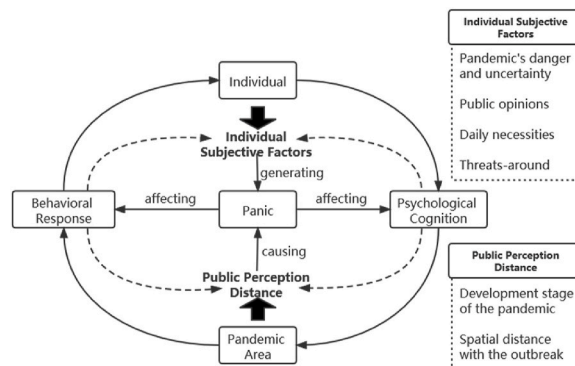 Individual
Individual
Subjective Factors
generating
Behavioral
Response
affecting
Panic
affecting
Psychological
Cognition
causing
Public Perception
Distance
Pandemic
Area
Individual Subjective
Factors
Pandemic's danger
and uncertainty
Public opinions
Daily necessities
Threats-around
Public Perception
Distance
Development stage
of the pandemic
Spatial distance
with the outbreak